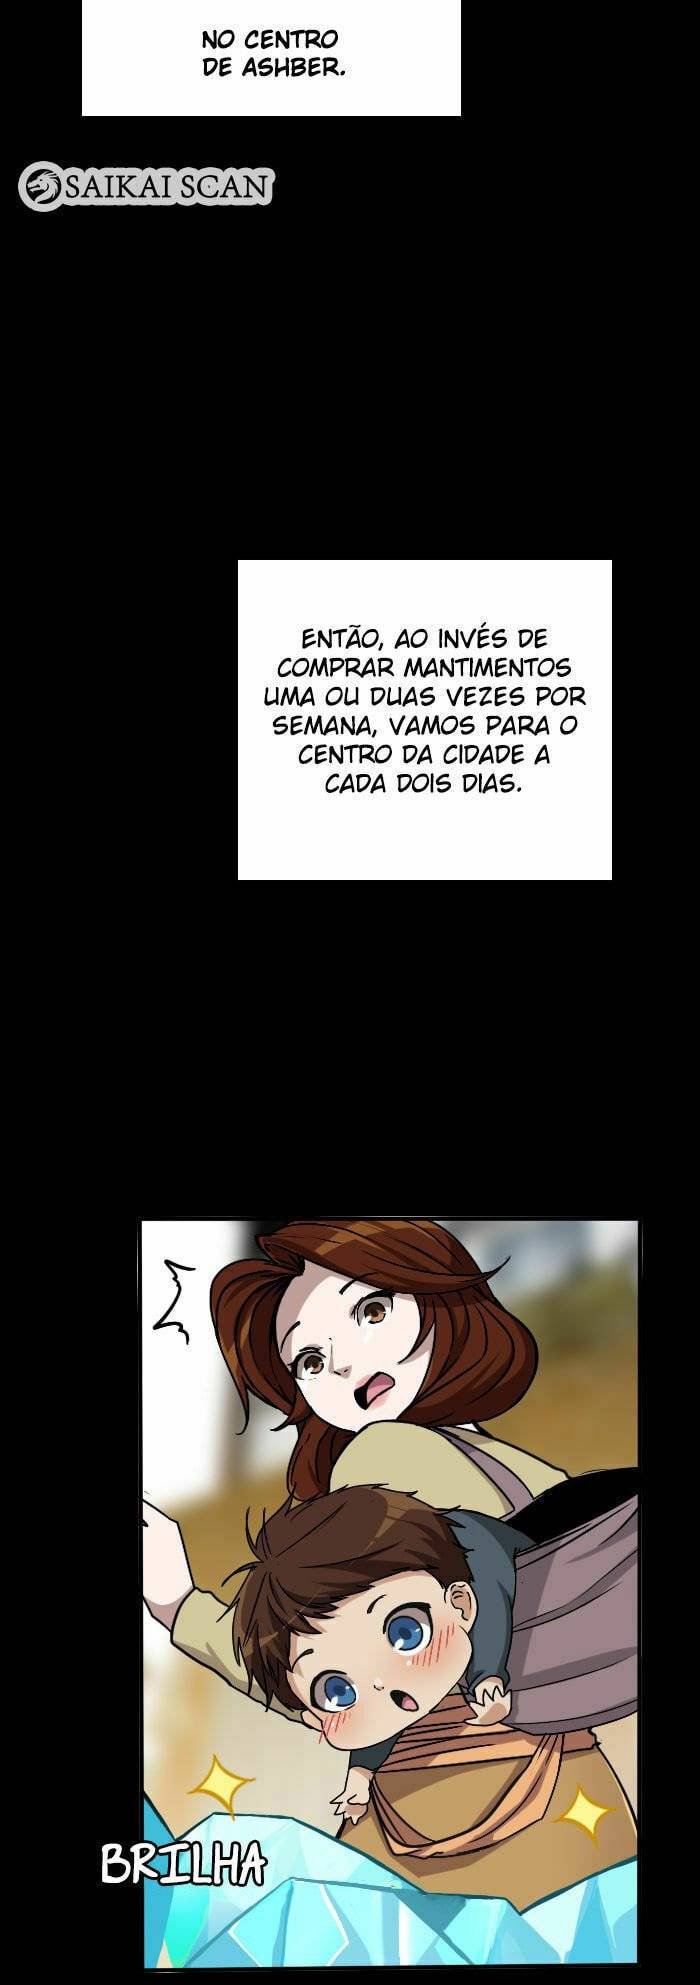 NO CENTRO
DE ASHBER.
SAIKAI SCAN
ENTÃO, AO INVÉS DE
COMPRAR MANTIMENTOS
UMA OU DUAS VEZES POR
SEMANA, VAMOS PARA O
CENTRO DA CIDADE A
CADA DOIS DIAS.
BRILHA